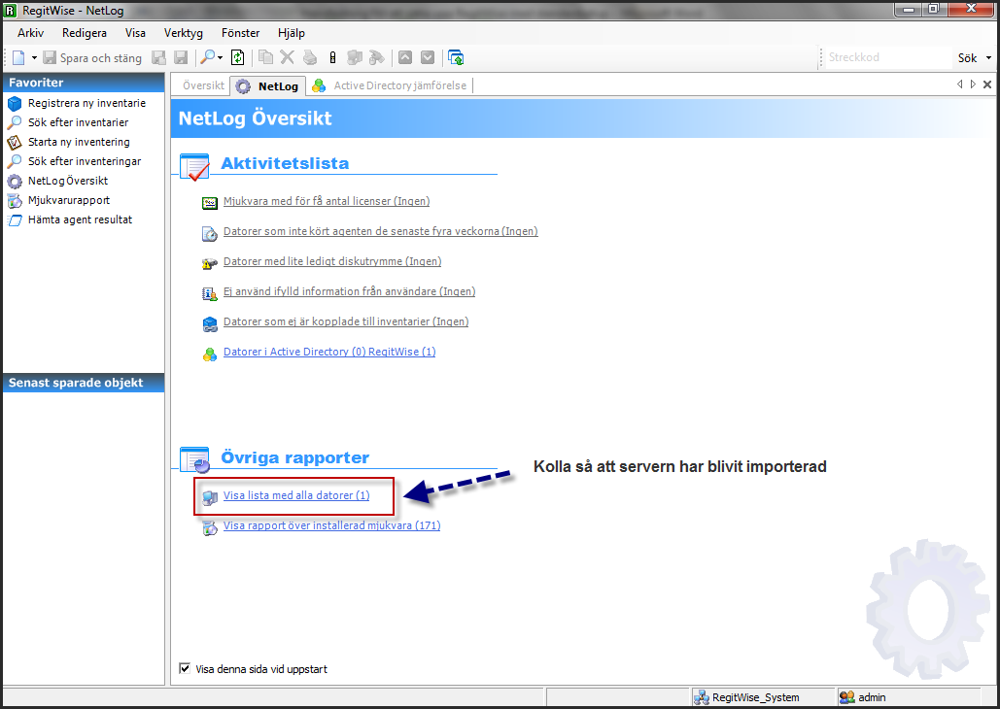 RegitWise - NetLog
Arkiv Redigera Visa Verktyg Fönster Hjälp
Spara och stäng Streckkod Sök
Favoriter
Registrera ny inventarie
Sök efter inventarier
Starta ny inventering
Sök efter inventeringar
NetLog Översikt
Mjukvarurapport
Hämta agent resultat
Senast sparade objekt
Översikt NetLog Active Directory jämförelse
NetLog Översikt
Aktivitetslista
Mjukvara med för få antal licenser (Ingen)
Datorer som inte kört agenten de senaste fyra veckorna (Ingen)
Datorer med lite ledigt diskutrymme (Ingen)
Ej använd ifylld information från användare (Ingen)
Datorer som ej är kopplade till inventarier (Ingen)
Datorer i Active Directory (0) RegitWise (1)
Övriga rapporter
Kolla så att servern har blivit importerad
Visa lista med alla datorer (1)
Visa rapport över installerad mjukvara (171)
Visa denna sida vid uppstart
RegitWise_System admin